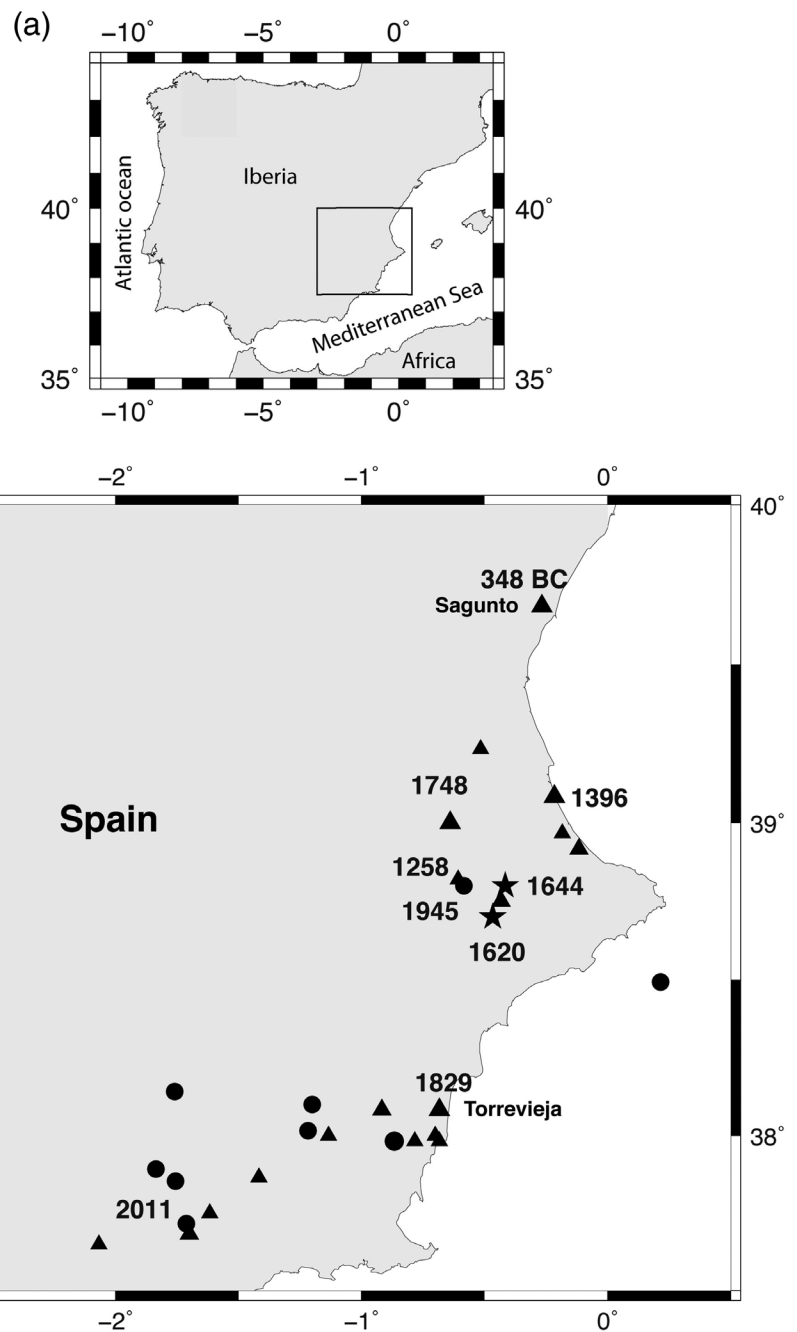 (a)
−10° −5° 0°
Atlantic ocean
Iberia
40° 40°
Mediterranean Sea
Africa
35° 35°
−10° −5° 0°
−2° −1° 0°
40°
348 BC
Sagunto
1748
1396
Spain
39°
1258
1644
1945
1620
1829
Torrevieja
38°
2011
−2° −1° 0°